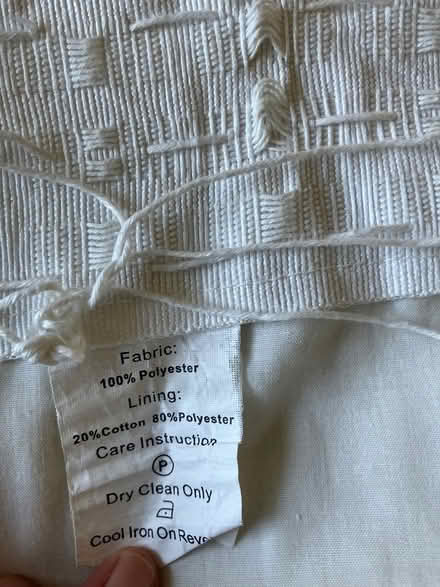 Fabric:
100% Polyester
Lining:
20%Cotton 80%Polyester
Care Instruction
P
Dry Clean Only
Cool Iron On